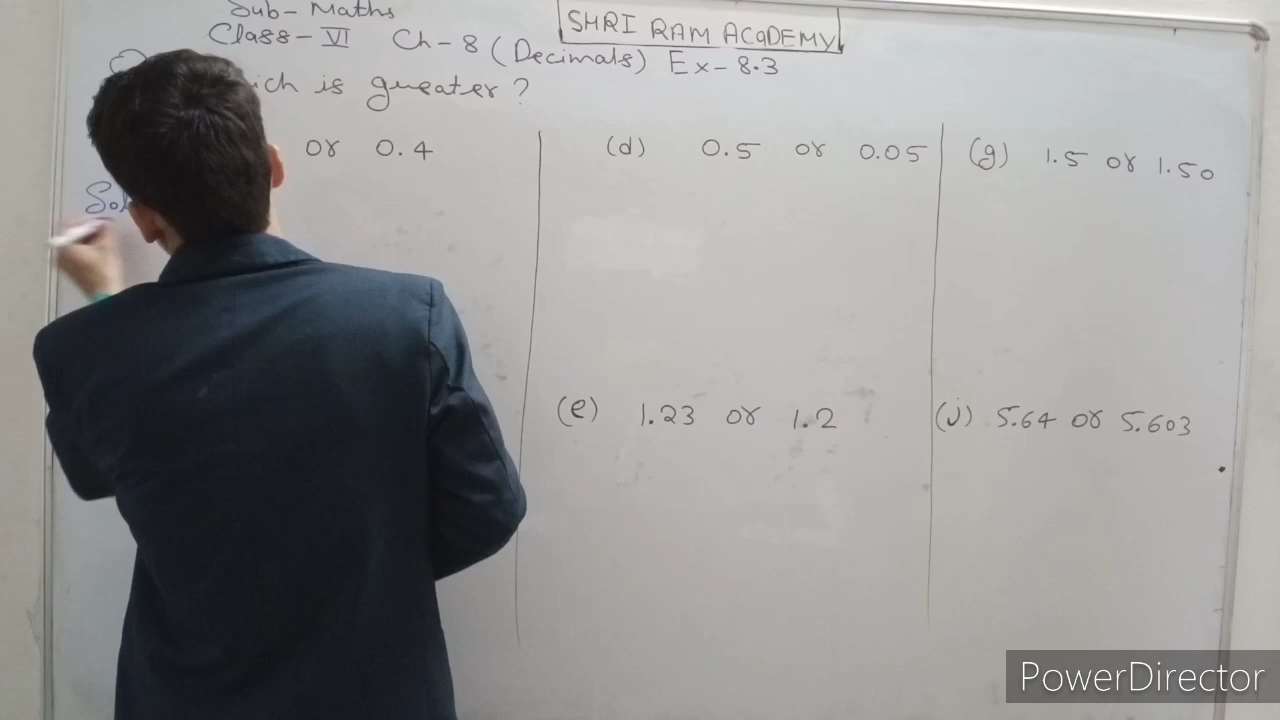 Sub- Maths
SHRI RAM ACADEMY
Class- VI Ch-8 (Decimals) Ex-8.3
is greater?
or 0.4
(d) 0.5 or 0.05
(g) 1.5 or 1.50
Sol
(e) 1.23 or 1.2
(j) 5.64 or 5.603
PowerDirector